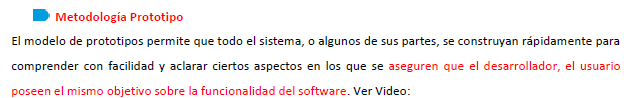 Metodología Prototipo
El modelo de prototipos permite que todo el sistema, o algunos de sus partes, se construyan rápidamente para
comprender con facilidad y aclarar ciertos aspectos en los que se aseguren que el desarrollador, el usuario
poseen el mismo objetivo sobre la funcionalidad del software. Ver Video: